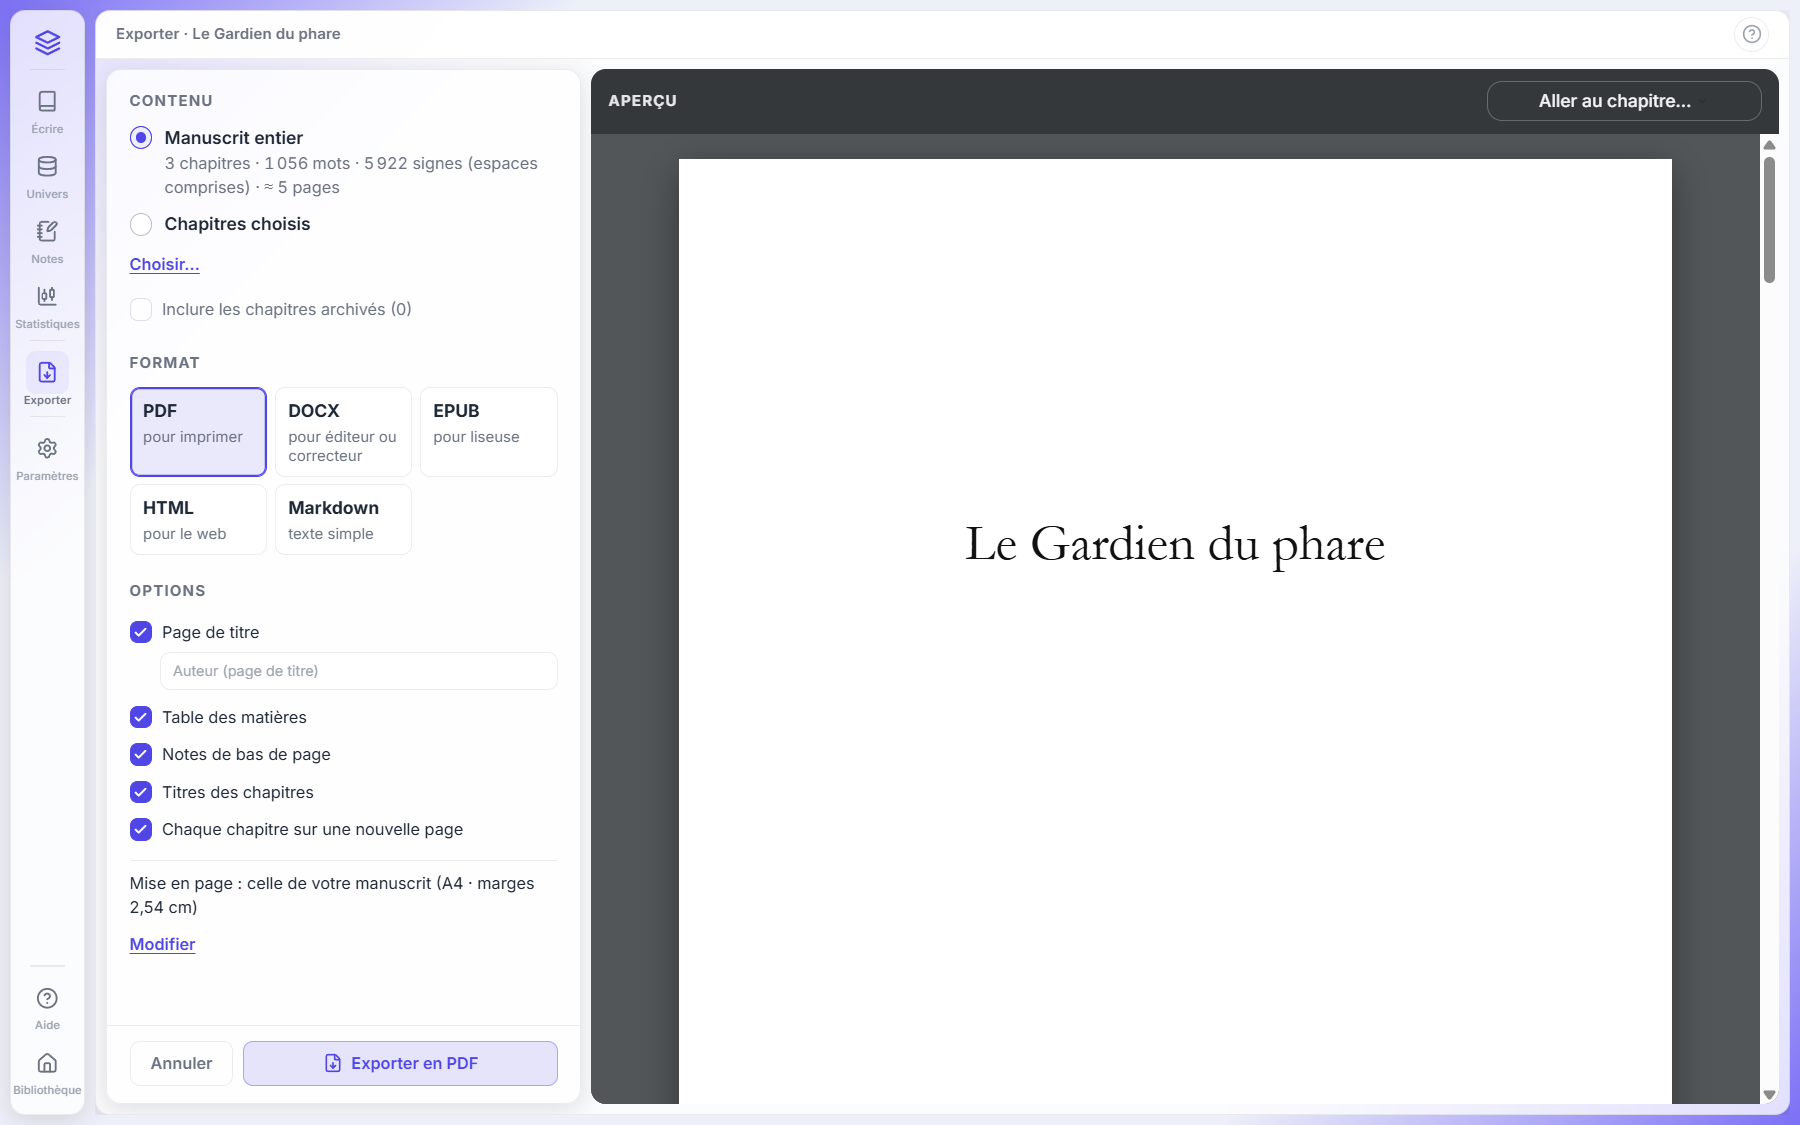 Exporter · Le Gardien du phare
Écrire
Univers
Notes
Statistiques
Exporter
Paramètres
Aide
Bibliothèque
CONTENU
Manuscrit entier
3 chapitres · 1 056 mots · 5 922 signes (espaces
comprises) · ≈ 5 pages
Chapitres choisis
Choisir...
Inclure les chapitres archivés (0)
FORMAT
PDF
pour imprimer
DOCX
pour éditeur ou
correcteur
EPUB
pour liseuse
HTML
pour le web
Markdown
texte simple
OPTIONS
Page de titre
Auteur (page de titre)
Table des matières
Notes de bas de page
Titres des chapitres
Chaque chapitre sur une nouvelle page
Mise en page : celle de votre manuscrit (A4 · marges
2,54 cm)
Modifier
Annuler
Exporter en PDF
APERÇU
Aller au chapitre...
Le Gardien du phare